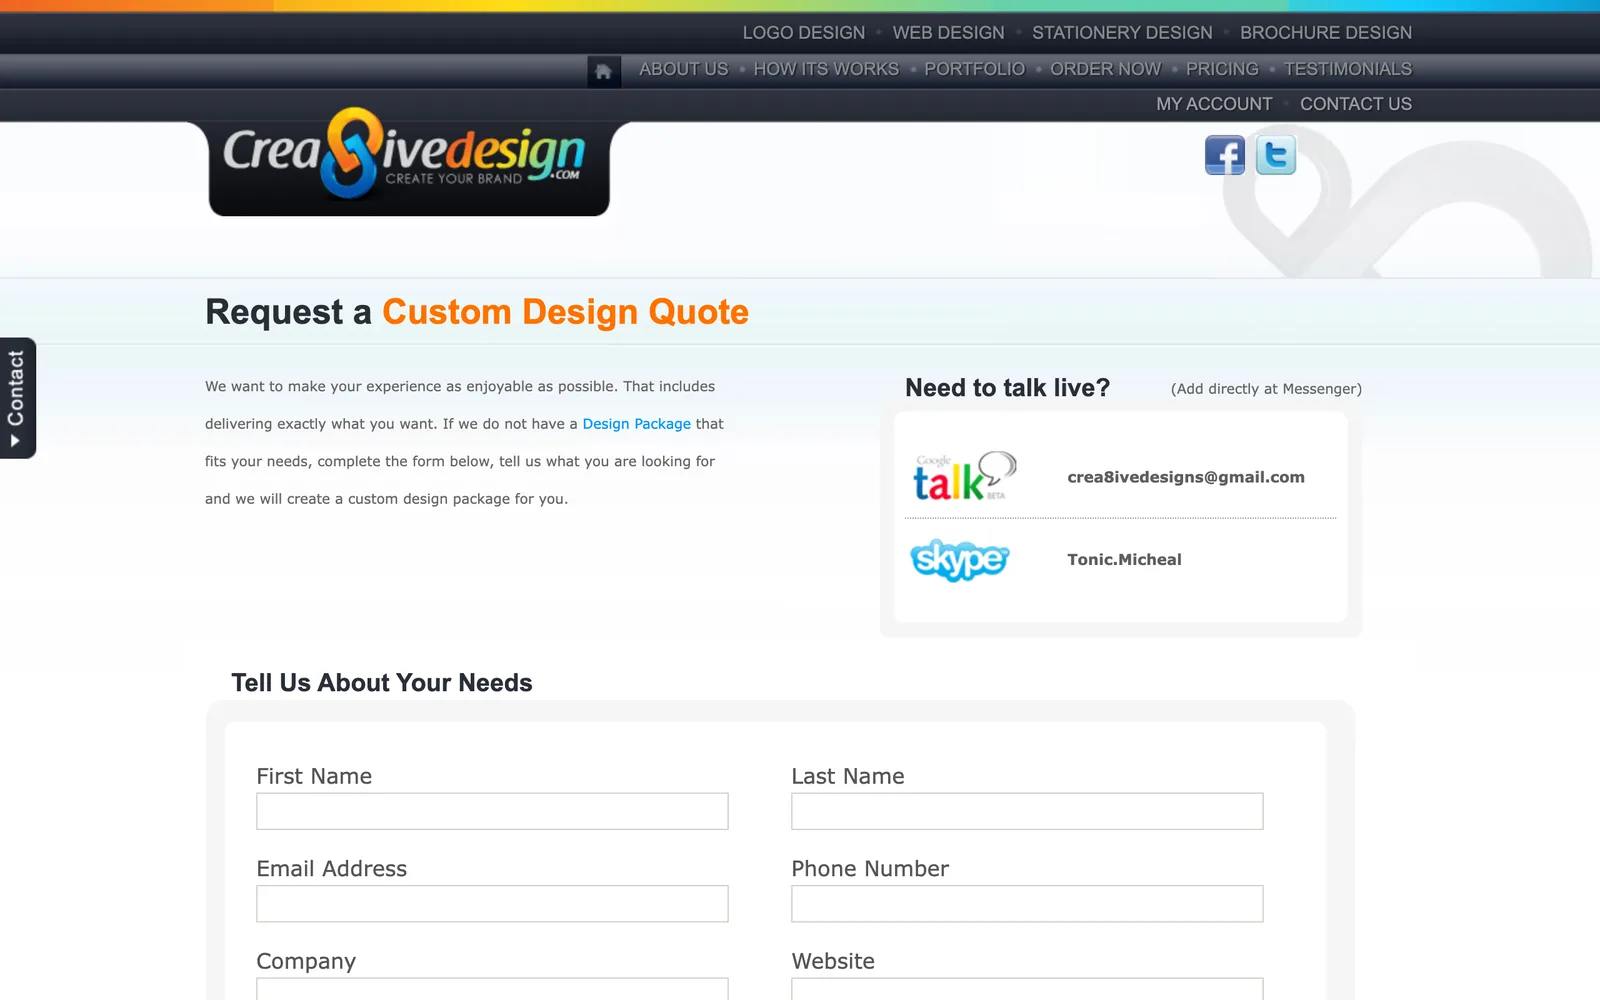 LOGO DESIGN • WEB DESIGN • STATIONERY DESIGN • BROCHURE DESIGN
ABOUT US • HOW ITS WORKS • PORTFOLIO • ORDER NOW • PRICING • TESTIMONIALS
MY ACCOUNT • CONTACT US
Crea8ivedesign.COM
CREATE YOUR BRAND
Request a Custom Design Quote
Contact
We want to make your experience as enjoyable as possible. That includes
delivering exactly what you want. If we do not have a Design Package that
fits your needs, complete the form below, tell us what you are looking for
and we will create a custom design package for you.
Need to talk live? (Add directly at Messenger)
Google
talk
BETA
crea8ivedesigns@gmail.com
skype
Tonic.Micheal
Tell Us About Your Needs
First Name
Last Name
Email Address
Phone Number
Company
Website